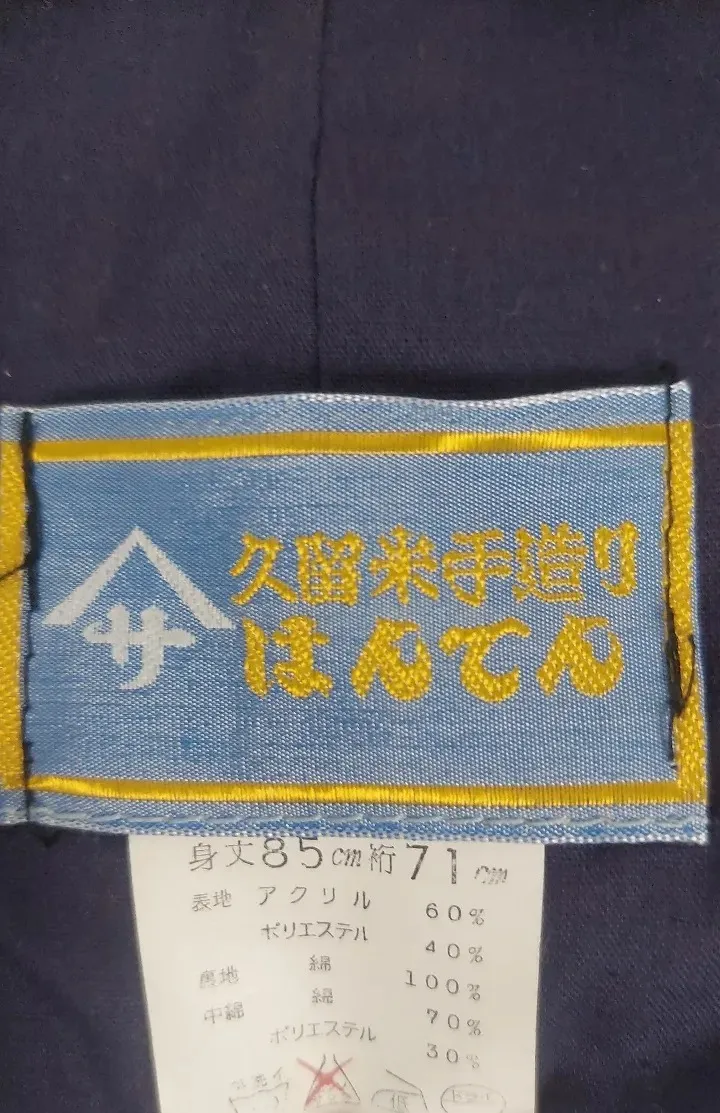 サ
久留米手造り
はんてん
身丈85cm裄71cm
表地 アクリル 60%
ポリエステル 40%
裏地 綿 100%
中綿 綿 70%
ポリエステル 30%
低